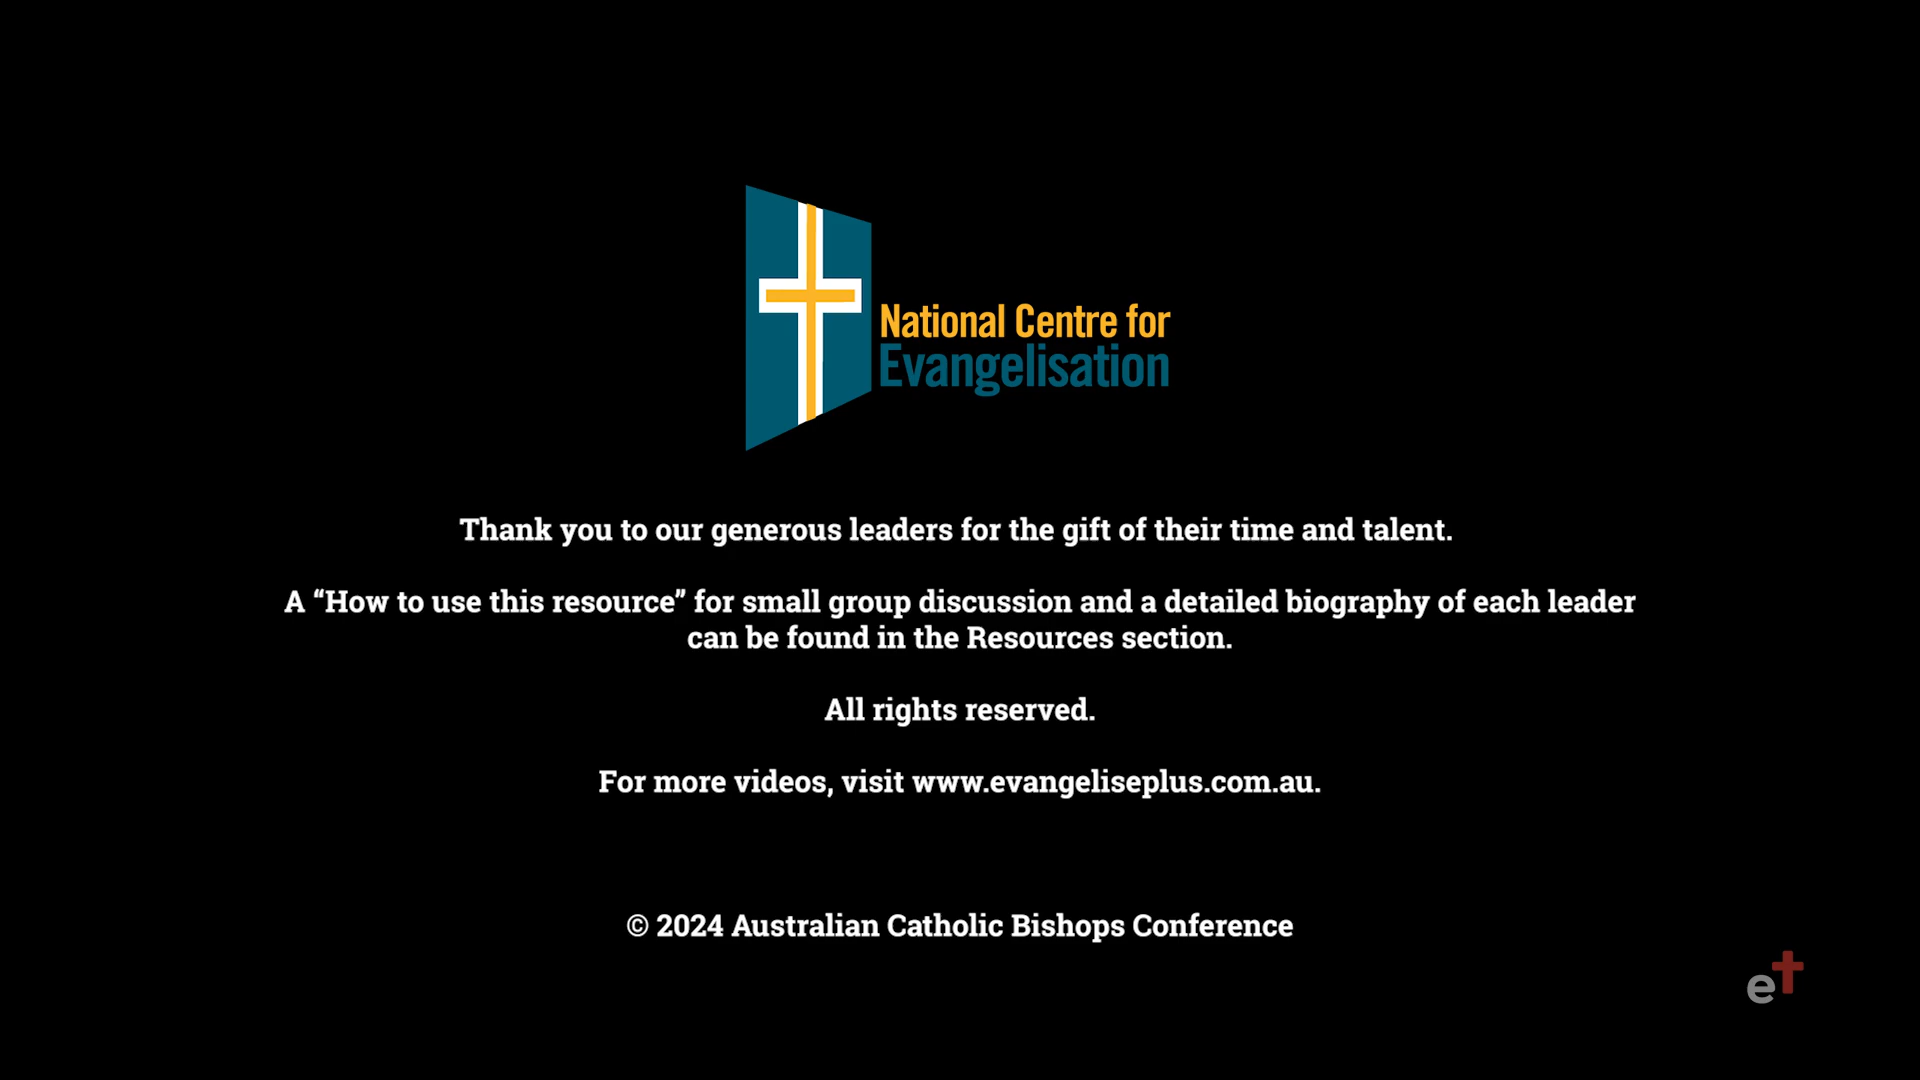 National Centre for
Evangelisation
Thank you to our generous leaders for the gift of their time and talent.
A “How to use this resource” for small group discussion and a detailed biography of each leader
can be found in the Resources section.
All rights reserved.
For more videos, visit www.evangeliseplus.com.au.
© 2024 Australian Catholic Bishops Conference
e